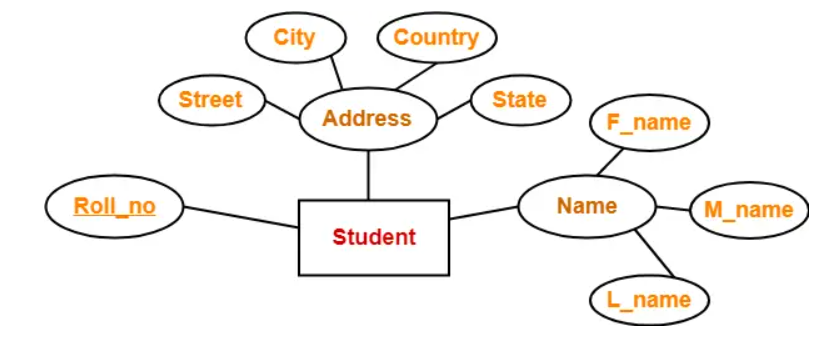 City
Country
Street
Address
State
F_name
Roll_no
Student
Name
M_name
L_name